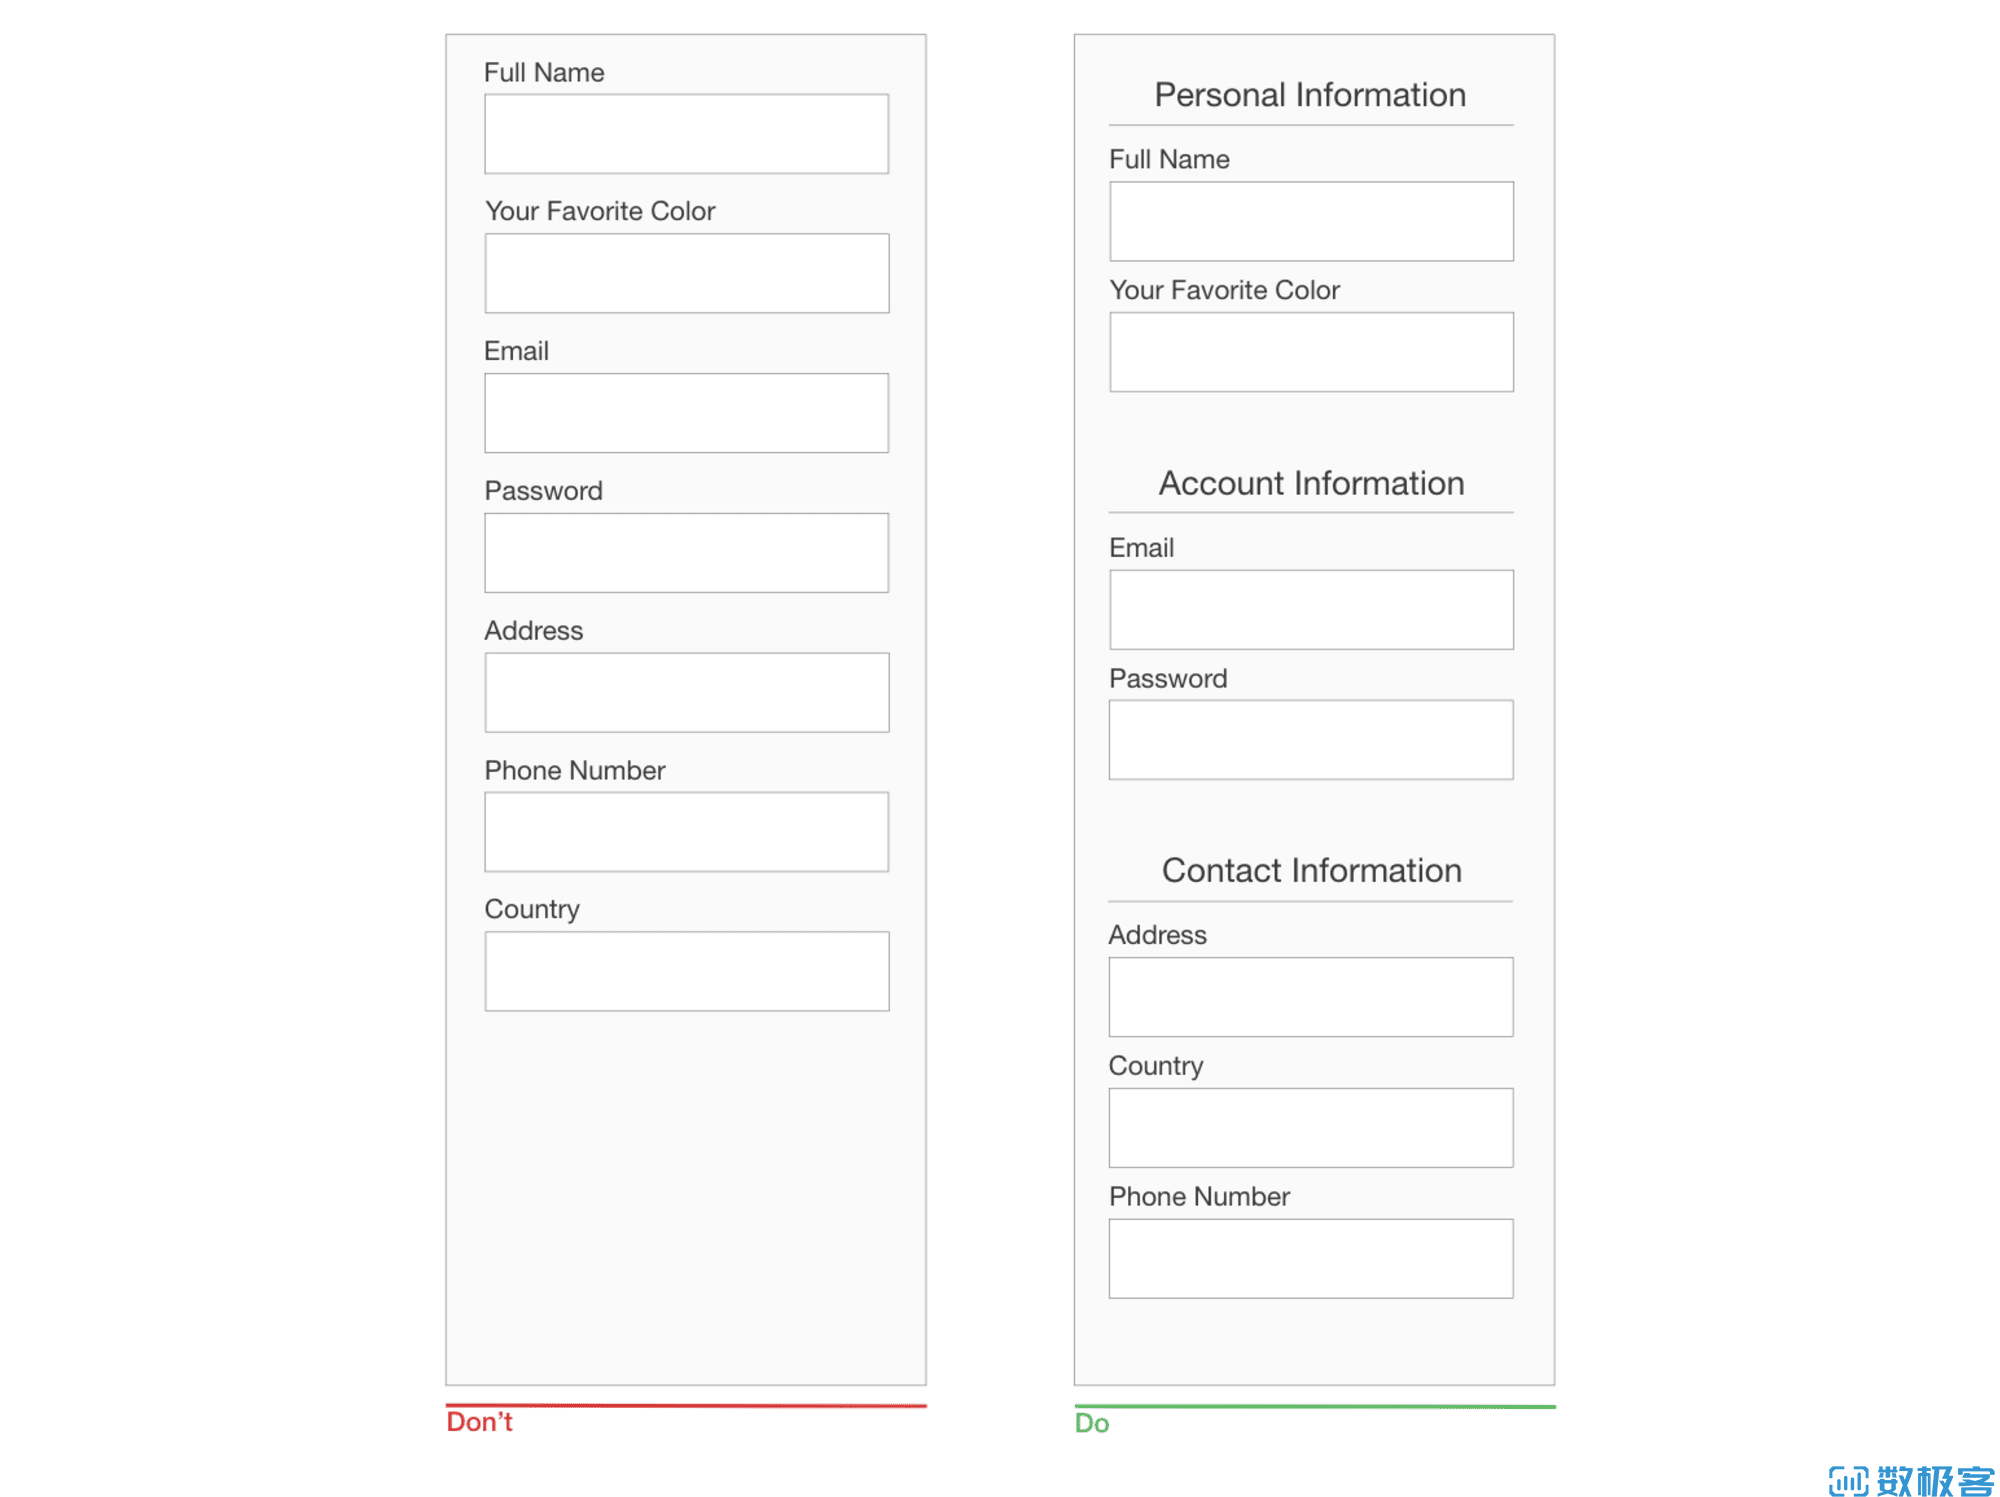 Full Name
Your Favorite Color
Email
Password
Address
Phone Number
Country
Don't
Personal Information
Full Name
Your Favorite Color
Account Information
Email
Password
Contact Information
Address
Country
Phone Number
Do
数极客